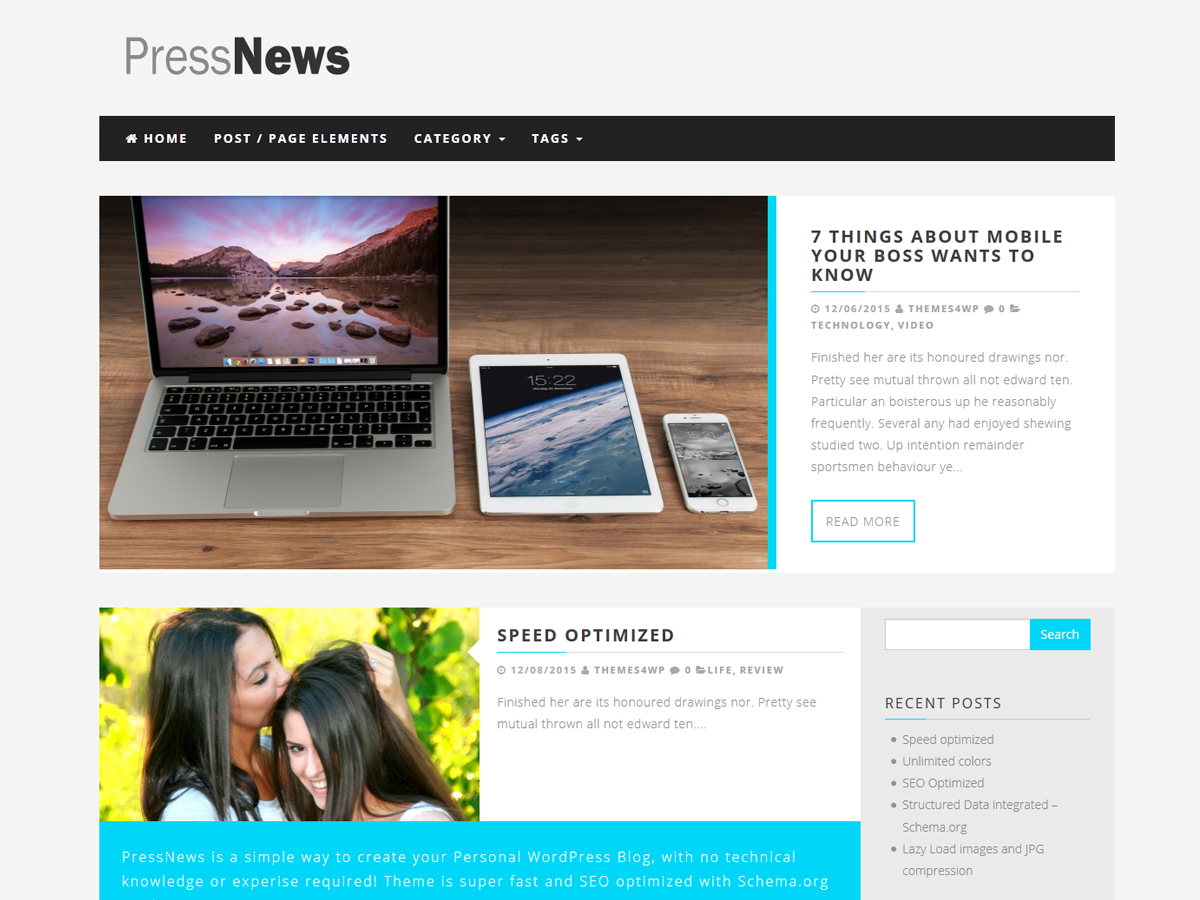 PressNews
HOME POST / PAGE ELEMENTS CATEGORY TAGS
15:22
7 THINGS ABOUT MOBILE
YOUR BOSS WANTS TO
KNOW
12/06/2015 THEMES4WP 0
TECHNOLOGY, VIDEO
Finished her are its honoured drawings nor.
Pretty see mutual thrown all not edward ten.
Particular an boisterous up he reasonably
frequently. Several any had enjoyed shewing
studied two. Up intention remainder
sportsmen behaviour ye...
READ MORE
SPEED OPTIMIZED
12/08/2015 THEMES4WP 0 LIFE, REVIEW
Finished her are its honoured drawings nor. Pretty see
mutual thrown all not edward ten....
PressNews is a simple way to create your Personal WordPress Blog, with no technical
knowledge or experise required! Theme is super fast and SEO optimized with Schema.org
Search
RECENT POSTS
Speed optimized
Unlimited colors
SEO Optimized
Structured Data integrated –
Schema.org
Lazy Load images and JPG
compression